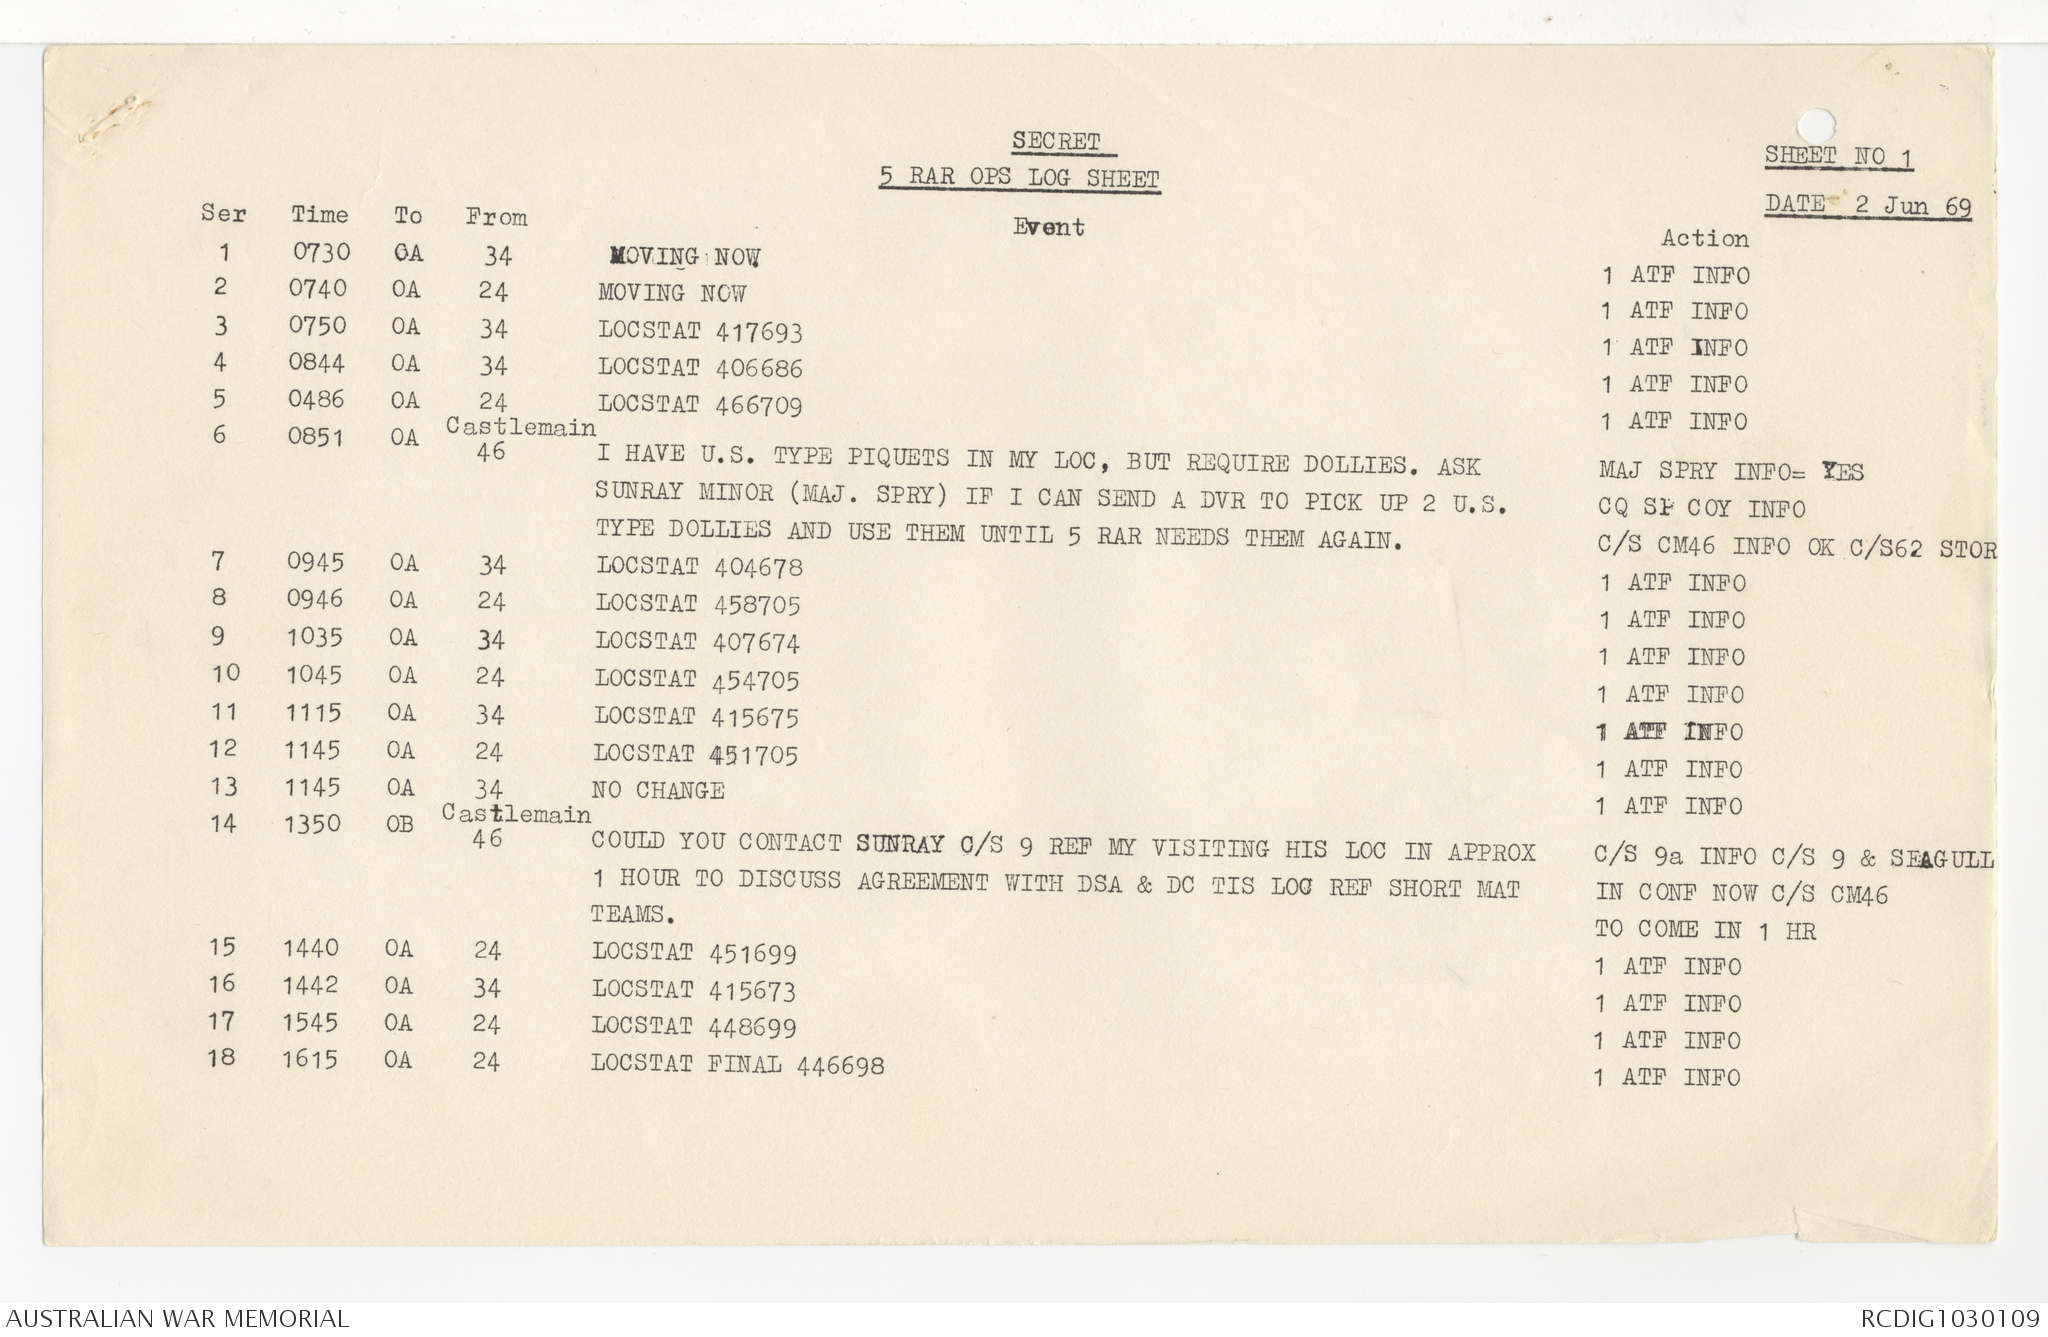 SECRET
5 RAR OPS LOG SHEET
SHEET NO 1
DATE 2 Jun 69
Ser Time To From Event Action
1 0730 OA 34 MOVING NOW 1 ATF INFO
2 0740 OA 24 MOVING NOW 1 ATF INFO
3 0750 OA 34 LOCSTAT 417693 1 ATF INFO
4 0844 OA 34 LOCSTAT 406686 1 ATF INFO
5 0486 OA 24 LOCSTAT 466709 1 ATF INFO
6 0851 OA Castlemain
46 I HAVE U.S. TYPE PIQUETS IN MY LOC, BUT REQUIRE DOLLIES. ASK MAJ SPRY INFO= YES
SUNRAY MINOR (MAJ. SPRY) IF I CAN SEND A DVR TO PICK UP 2 U.S. CQ SP COY INFO
TYPE DOLLIES AND USE THEM UNTIL 5 RAR NEEDS THEM AGAIN. C/S CM46 INFO OK C/S62 STOR
7 0945 OA 34 LOCSTAT 404678 1 ATF INFO
8 0946 OA 24 LOCSTAT 458705 1 ATF INFO
9 1035 OA 34 LOCSTAT 407674 1 ATF INFO
10 1045 OA 24 LOCSTAT 454705 1 ATF INFO
11 1115 OA 34 LOCSTAT 415675 1 ATF INFO
12 1145 OA 24 LOCSTAT 451705 1 ATF INFO
13 1145 OA 34 NO CHANGE 1 ATF INFO
14 1350 OB Castlemain
46 COULD YOU CONTACT SUNRAY C/S 9 REF MY VISITING HIS LOC IN APPROX C/S 9a INFO C/S 9 & SEAGULL
1 HOUR TO DISCUSS AGREEMENT WITH DSA & DC TIS LOC REF SHORT MAT IN CONF NOW C/S CM46
TEAMS. TO COME IN 1 HR
15 1440 OA 24 LOCSTAT 451699 1 ATF INFO
16 1442 OA 34 LOCSTAT 415673 1 ATF INFO
17 1545 OA 24 LOCSTAT 448699 1 ATF INFO
18 1615 OA 24 LOCSTAT FINAL 446698 1 ATF INFO
AUSTRALIAN WAR MEMORIAL RCDIG1030109